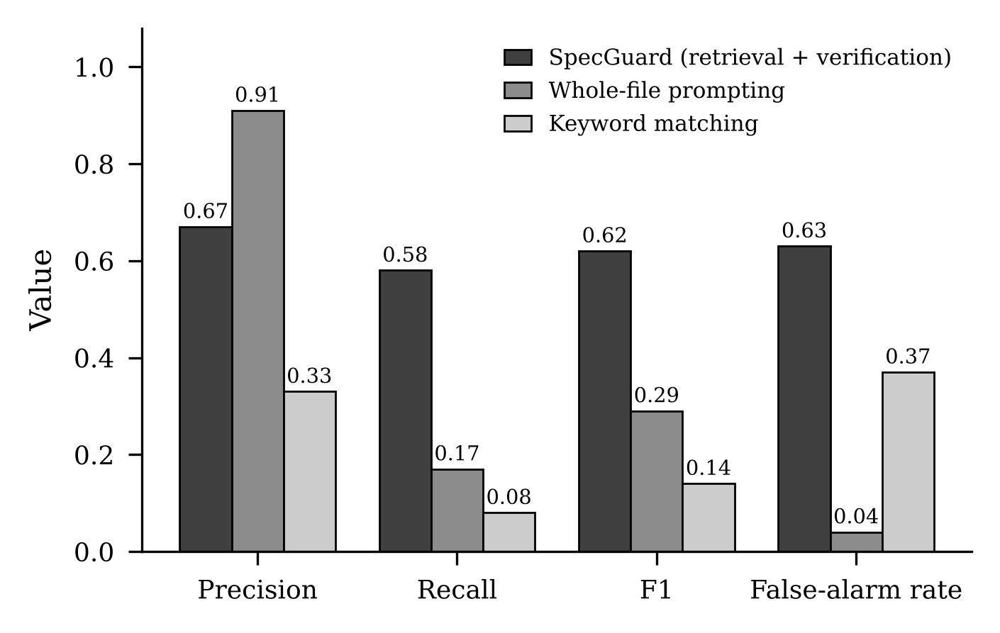 SpecGuard (retrieval + verification)
Whole-file prompting
Keyword matching
Value
1.0
0.8
0.6
0.4
0.2
0.0
0.67
0.91
0.33
0.58
0.17
0.08
0.62
0.29
0.14
0.63
0.04
0.37
Precision
Recall
F1
False-alarm rate